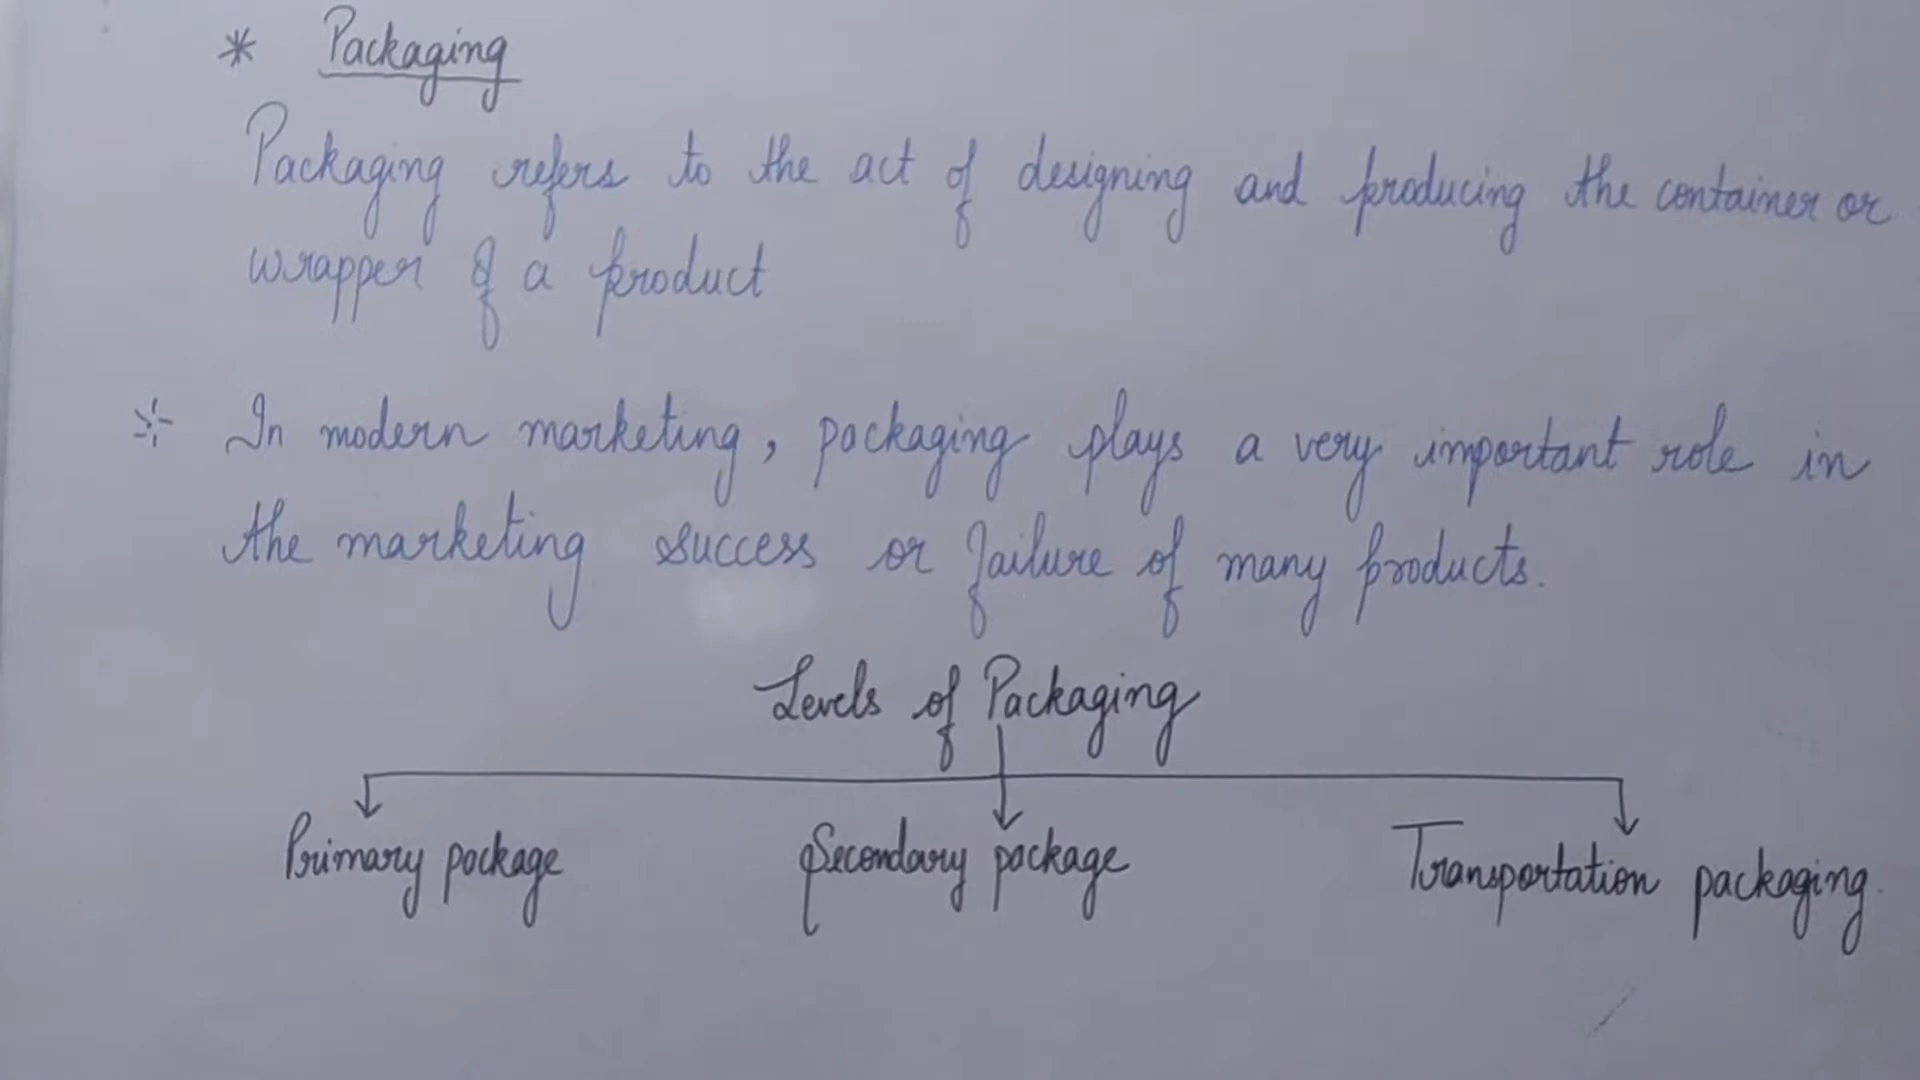 * Packaging
Packaging refers to the act of designing and producing the container or
wrapper of a product
* In modern marketing, packaging plays a very important role in
the marketing success or failure of many products.
Levels of Packaging
Primary package Secondary package Transportation packaging.